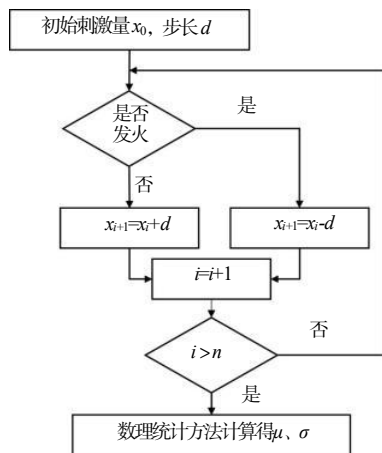 初始刺激量x₀，步长d
是否
发火
是
否
xᵢ₊₁=xᵢ+d
xᵢ₊₁=xᵢ-d
i=i+1
i>n
否
是
数理统计方法计算得μ、σ